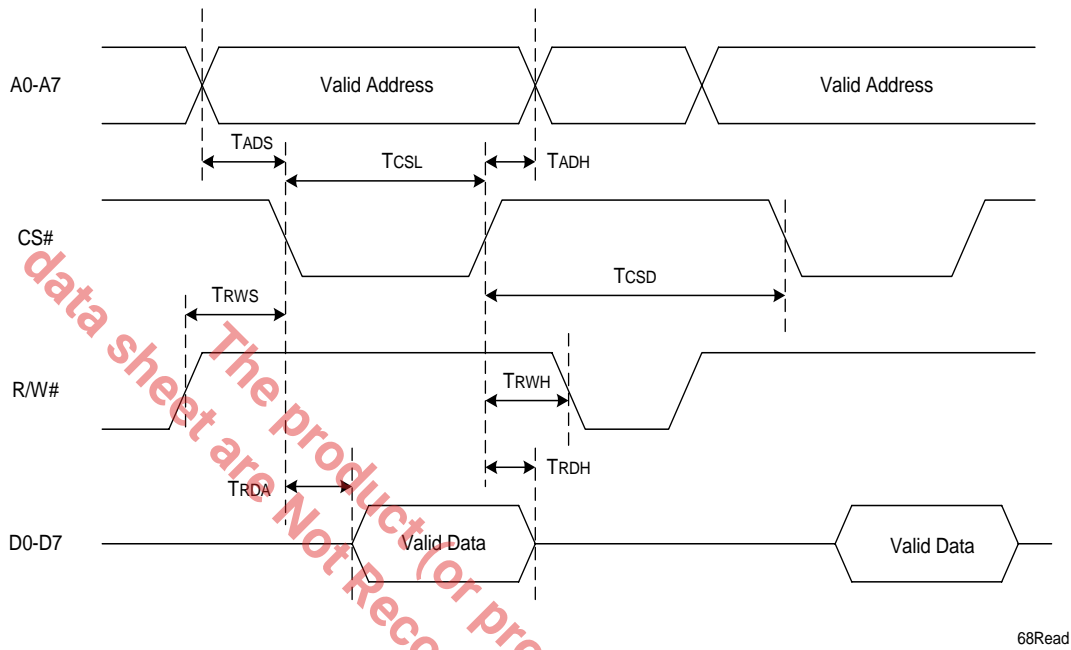 A0-A7
Valid Address
Valid Address
TADS
TCSL
TADH
CS#
TCSD
TRWS
R/W#
TRWH
TRDH
TRDA
D0-D7
Valid Data
Valid Data
68Read
The product (or pro
data sheet are Not Reco